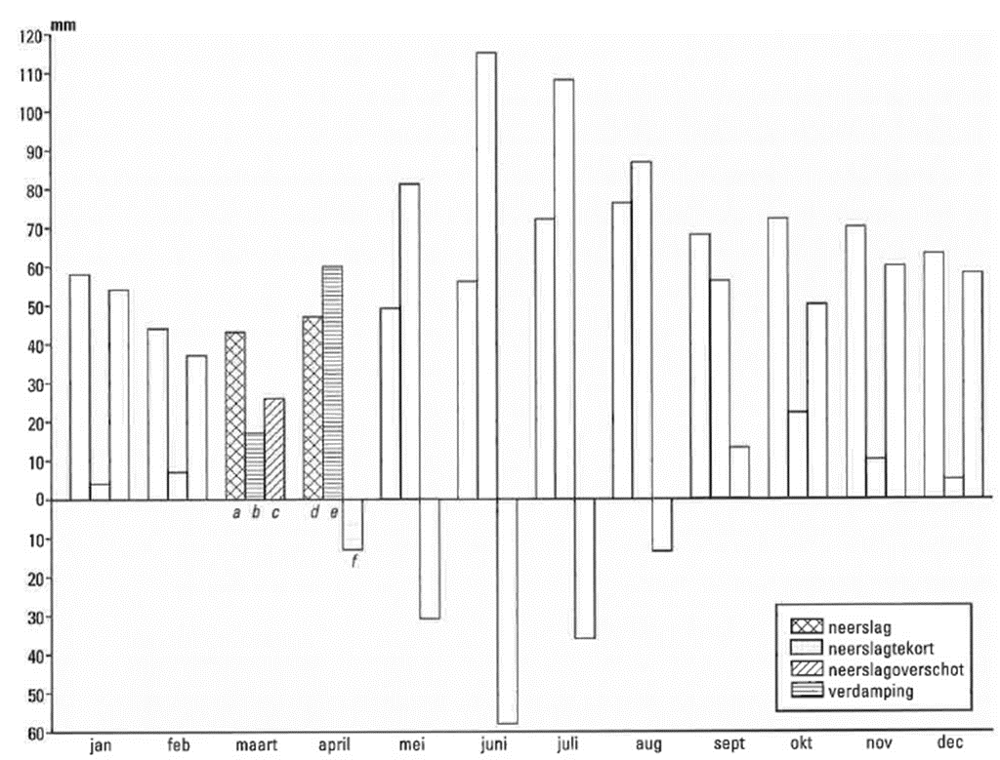 mm
120
110
100
90
80
70
60
50
40
30
20
10
0
a b c d e
f
10
20
30
40
50
60
neerslag
neerslagtekort
neerslagoverschot
verdamping
jan feb maart april mei juni juli aug sept okt nov dec